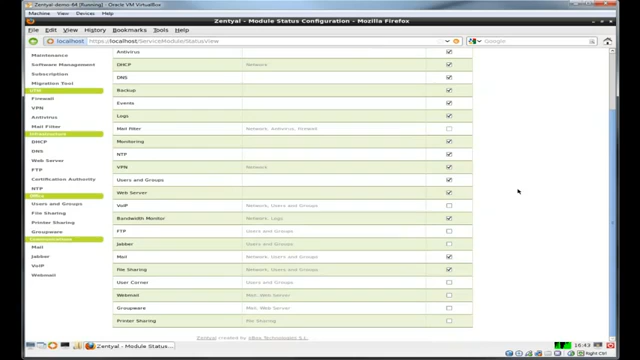 Zentyal-demo-64 [Running] - Oracle VM VirtualBox
Machine View Devices Help
Zentyal - Module Status Configuration - Mozilla Firefox
File Edit View History Bookmarks Tools Help
localhost https://localhost/ServiceModule/StatusView Google
Maintenance
Software Management
Subscription
Migration Tool
UTM
Firewall
VPN
Antivirus
Mail Filter
Infrastructure
DHCP
DNS
Web Server
FTP
Certification Authority
NTP
Office
Users and Groups
File Sharing
Printer Sharing
Groupware
Communications
Mail
Jabber
VoIP
Webmail
Antivirus
DHCP Network
DNS
Backup
Events
Logs
Mail Filter Network, Antivirus, Firewall
Monitoring
NTP
VPN Network
Users and Groups
Web Server
VoIP Network, Users and Groups
Bandwidth Monitor Network, Logs
FTP Users and Groups
Jabber Users and Groups
Mail Network, Users and Groups
File Sharing Network, Users and Groups
User Corner Users and Groups
Webmail Mail, Web Server
Groupware Mail, Web Server
Printer Sharing File Sharing
Zentyal created by eBox Technologies S.L.
Zentyal - Module Status...
16:43
Right Ctrl